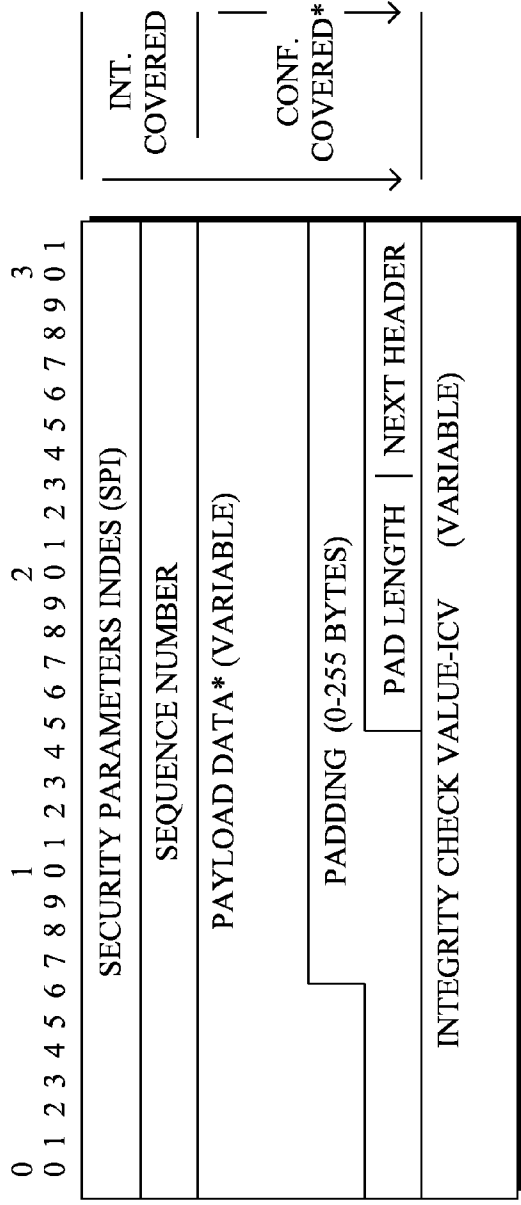 0 1 2 3
0 1 2 3 4 5 6 7 8 9 0 1 2 3 4 5 6 7 8 9 0 1 2 3 4 5 6 7 8 9 0 1
SECURITY PARAMETERS INDES (SPI)
SEQUENCE NUMBER
PAYLOAD DATA* (VARIABLE)
PADDING (0-255 BYTES)
PAD LENGTH | NEXT HEADER
INTEGRITY CHECK VALUE-ICV (VARIABLE)
INT.
COVERED
CONF.
COVERED*